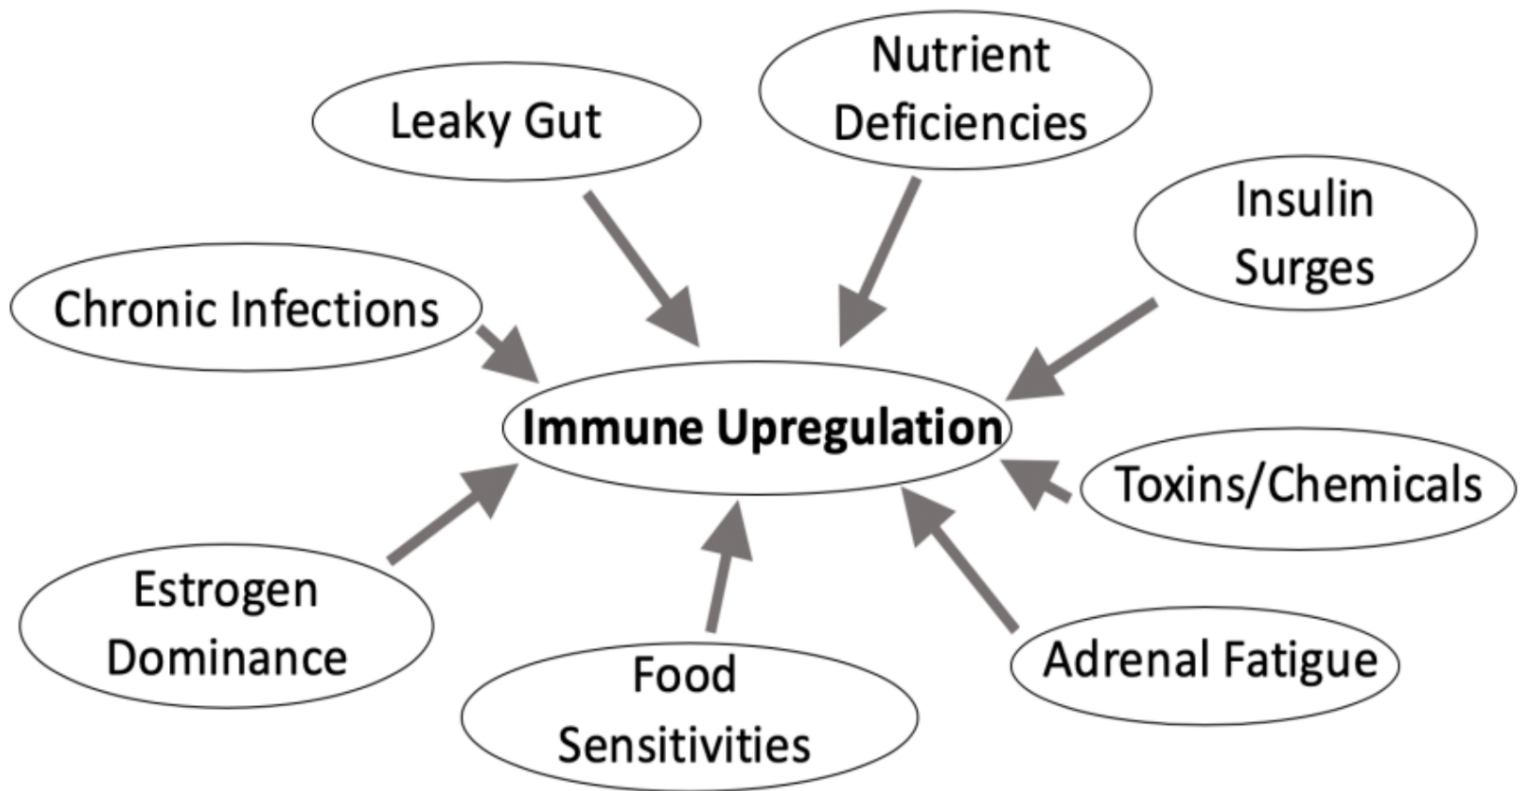 Nutrient
Deficiencies
Leaky Gut
Insulin
Surges
Chronic Infections
Immune Upregulation
Toxins/Chemicals
Estrogen
Dominance
Adrenal Fatigue
Food
Sensitivities